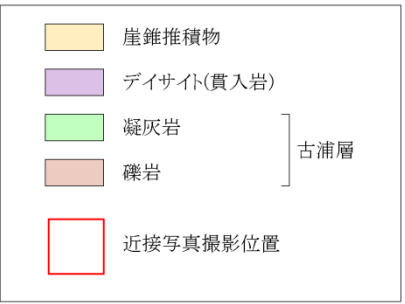 崖錐推積物
デイサイト(貫入岩)
凝灰岩
古浦層
礫岩
近接写真撮影位置